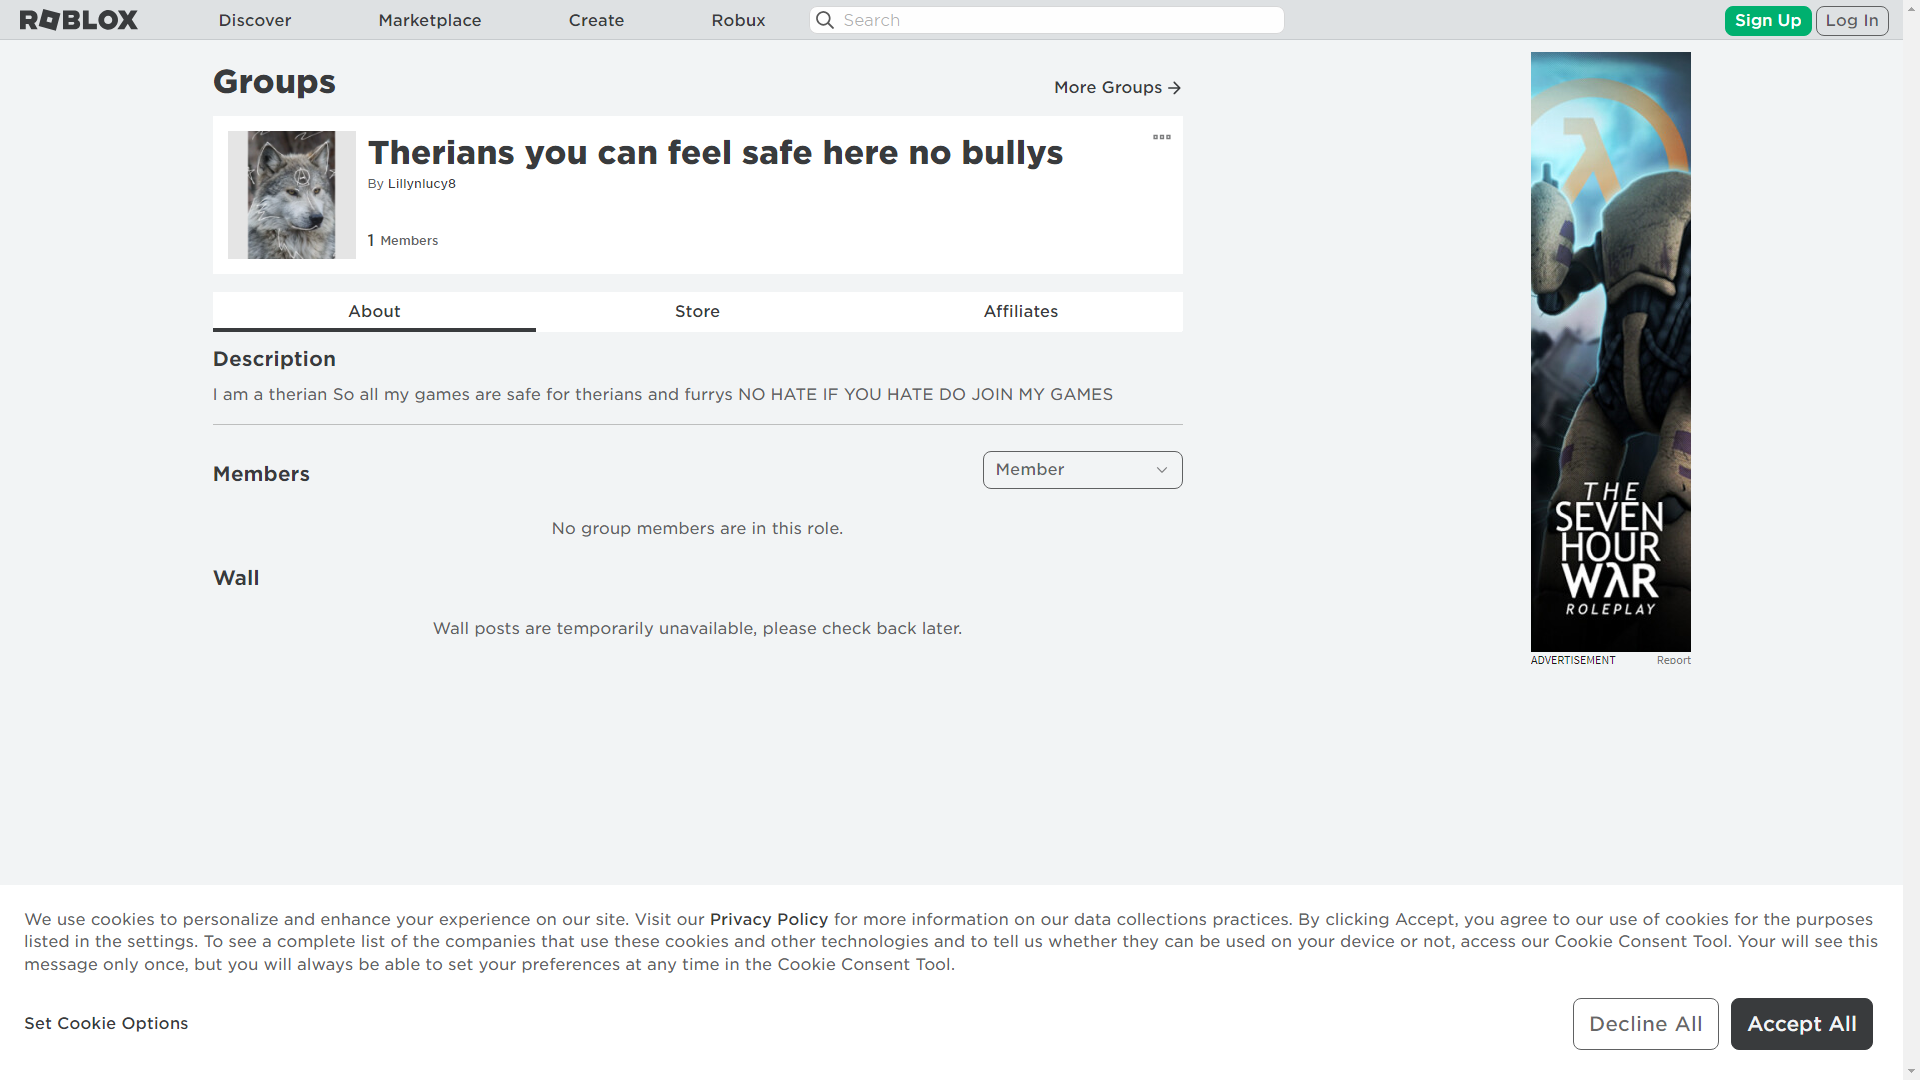 ROBLOX
Discover
Marketplace
Create
Robux
Search
Sign Up
Log In
Groups
More Groups
Therians you can feel safe here no bullys
By Lillynlucy8
1 Members
About
Store
Affiliates
Description
I am a therian So all my games are safe for therians and furrys NO HATE IF YOU HATE DO JOIN MY GAMES
Members
Member
No group members are in this role.
Wall
Wall posts are temporarily unavailable, please check back later.
THE
SEVEN
HOUR
WλR
ROLEPLAY
ADVERTISEMENT
Report
We use cookies to personalize and enhance your experience on our site. Visit our Privacy Policy for more information on our data collections practices. By clicking Accept, you agree to our use of cookies for the purposes
listed in the settings. To see a complete list of the companies that use these cookies and other technologies and to tell us whether they can be used on your device or not, access our Cookie Consent Tool. Your will see this
message only once, but you will always be able to set your preferences at any time in the Cookie Consent Tool.
Set Cookie Options
Decline All
Accept All